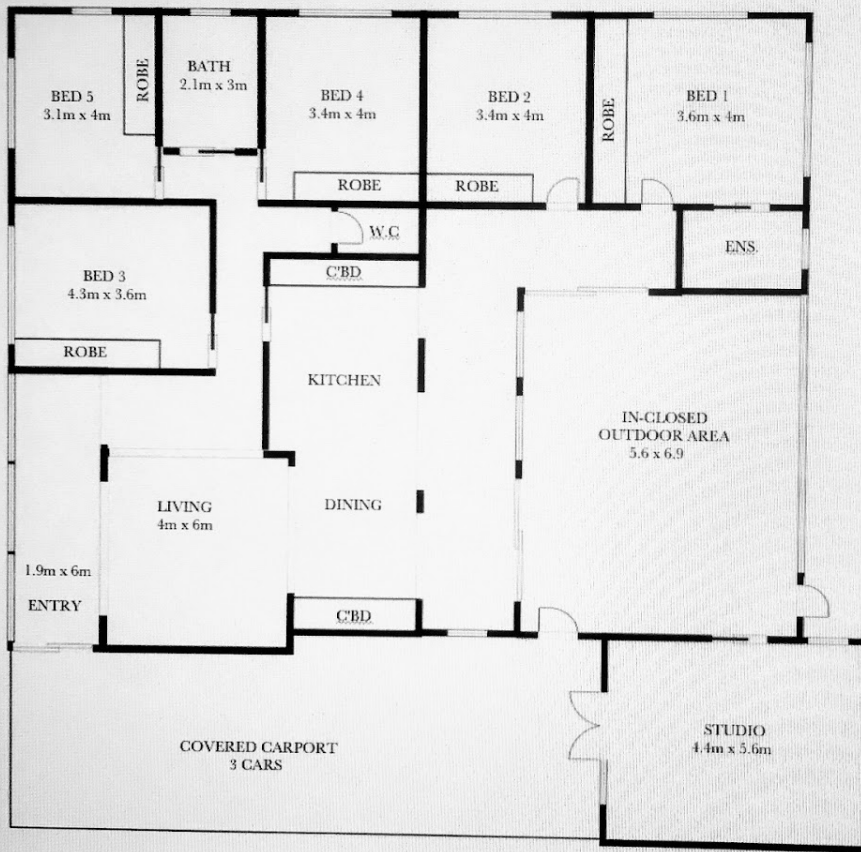 BED 5
3.1m x 4m
ROBE
BATH
2.1m x 3m
BED 4
3.4m x 4m
ROBE
BED 2
3.4m x 4m
ROBE
ROBE
BED 1
3.6m x 4m
W.C
ENS.
C'BD
BED 3
4.3m x 3.6m
ROBE
KITCHEN
IN-CLOSED
OUTDOOR AREA
5.6 x 6.9
LIVING
4m x 6m
DINING
1.9m x 6m
ENTRY
C'BD
COVERED CARPORT
3 CARS
STUDIO
4.4m x 5.6m